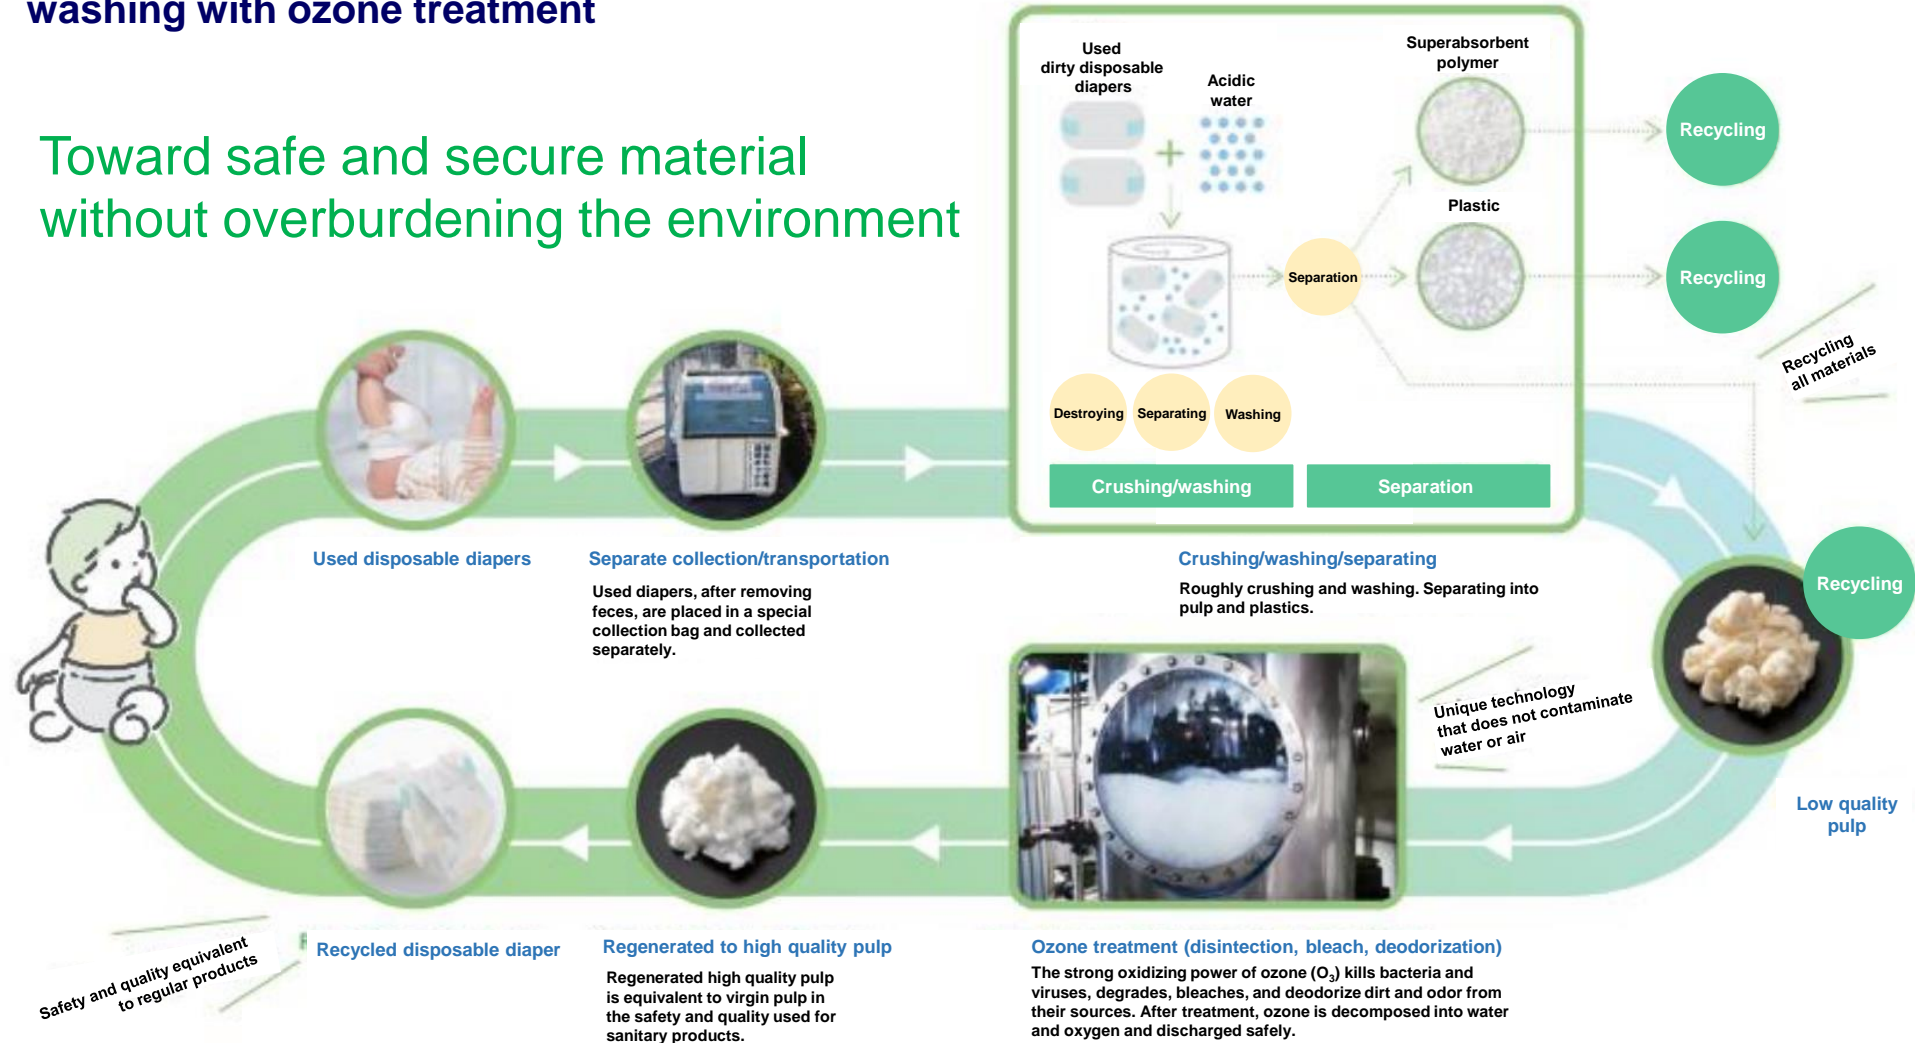 washing with ozone treatment
Toward safe and secure material
without overburdening the environment
Used
dirty disposable
diapers
Acidic
water
Superabsorbent
polymer
Recycling
Plastic
Separation
Recycling
Recycling
all materials
Destroying
Separating
Washing
Crushing/washing
Separation
Used disposable diapers
Separate collection/transportation
Used diapers, after removing
feces, are placed in a special
collection bag and collected
separately.
Crushing/washing/separating
Roughly crushing and washing. Separating into
pulp and plastics.
Recycling
Unique technology
that does not contaminate
water or air
Low quality
pulp
Safety and quality equivalent
to regular products
Recycled disposable diaper
Regenerated to high quality pulp
Regenerated high quality pulp
is equivalent to virgin pulp in
the safety and quality used for
sanitary products.
Ozone treatment (disintection, bleach, deodorization)
The strong oxidizing power of ozone (O₃) kills bacteria and
viruses, degrades, bleaches, and deodorize dirt and odor from
their sources. After treatment, ozone is decomposed into water
and oxygen and discharged safely.